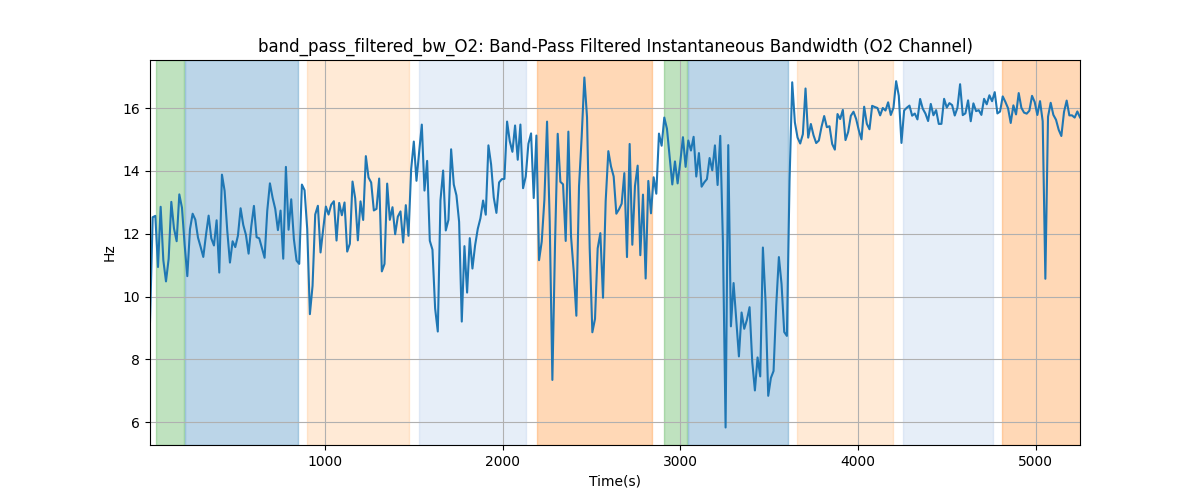 band_pass_filtered_bw_O2: Band-Pass Filtered Instantaneous Bandwidth (O2 Channel)
Hz
16
14
12
10
8
6
1000 2000 3000 4000 5000
Time(s)